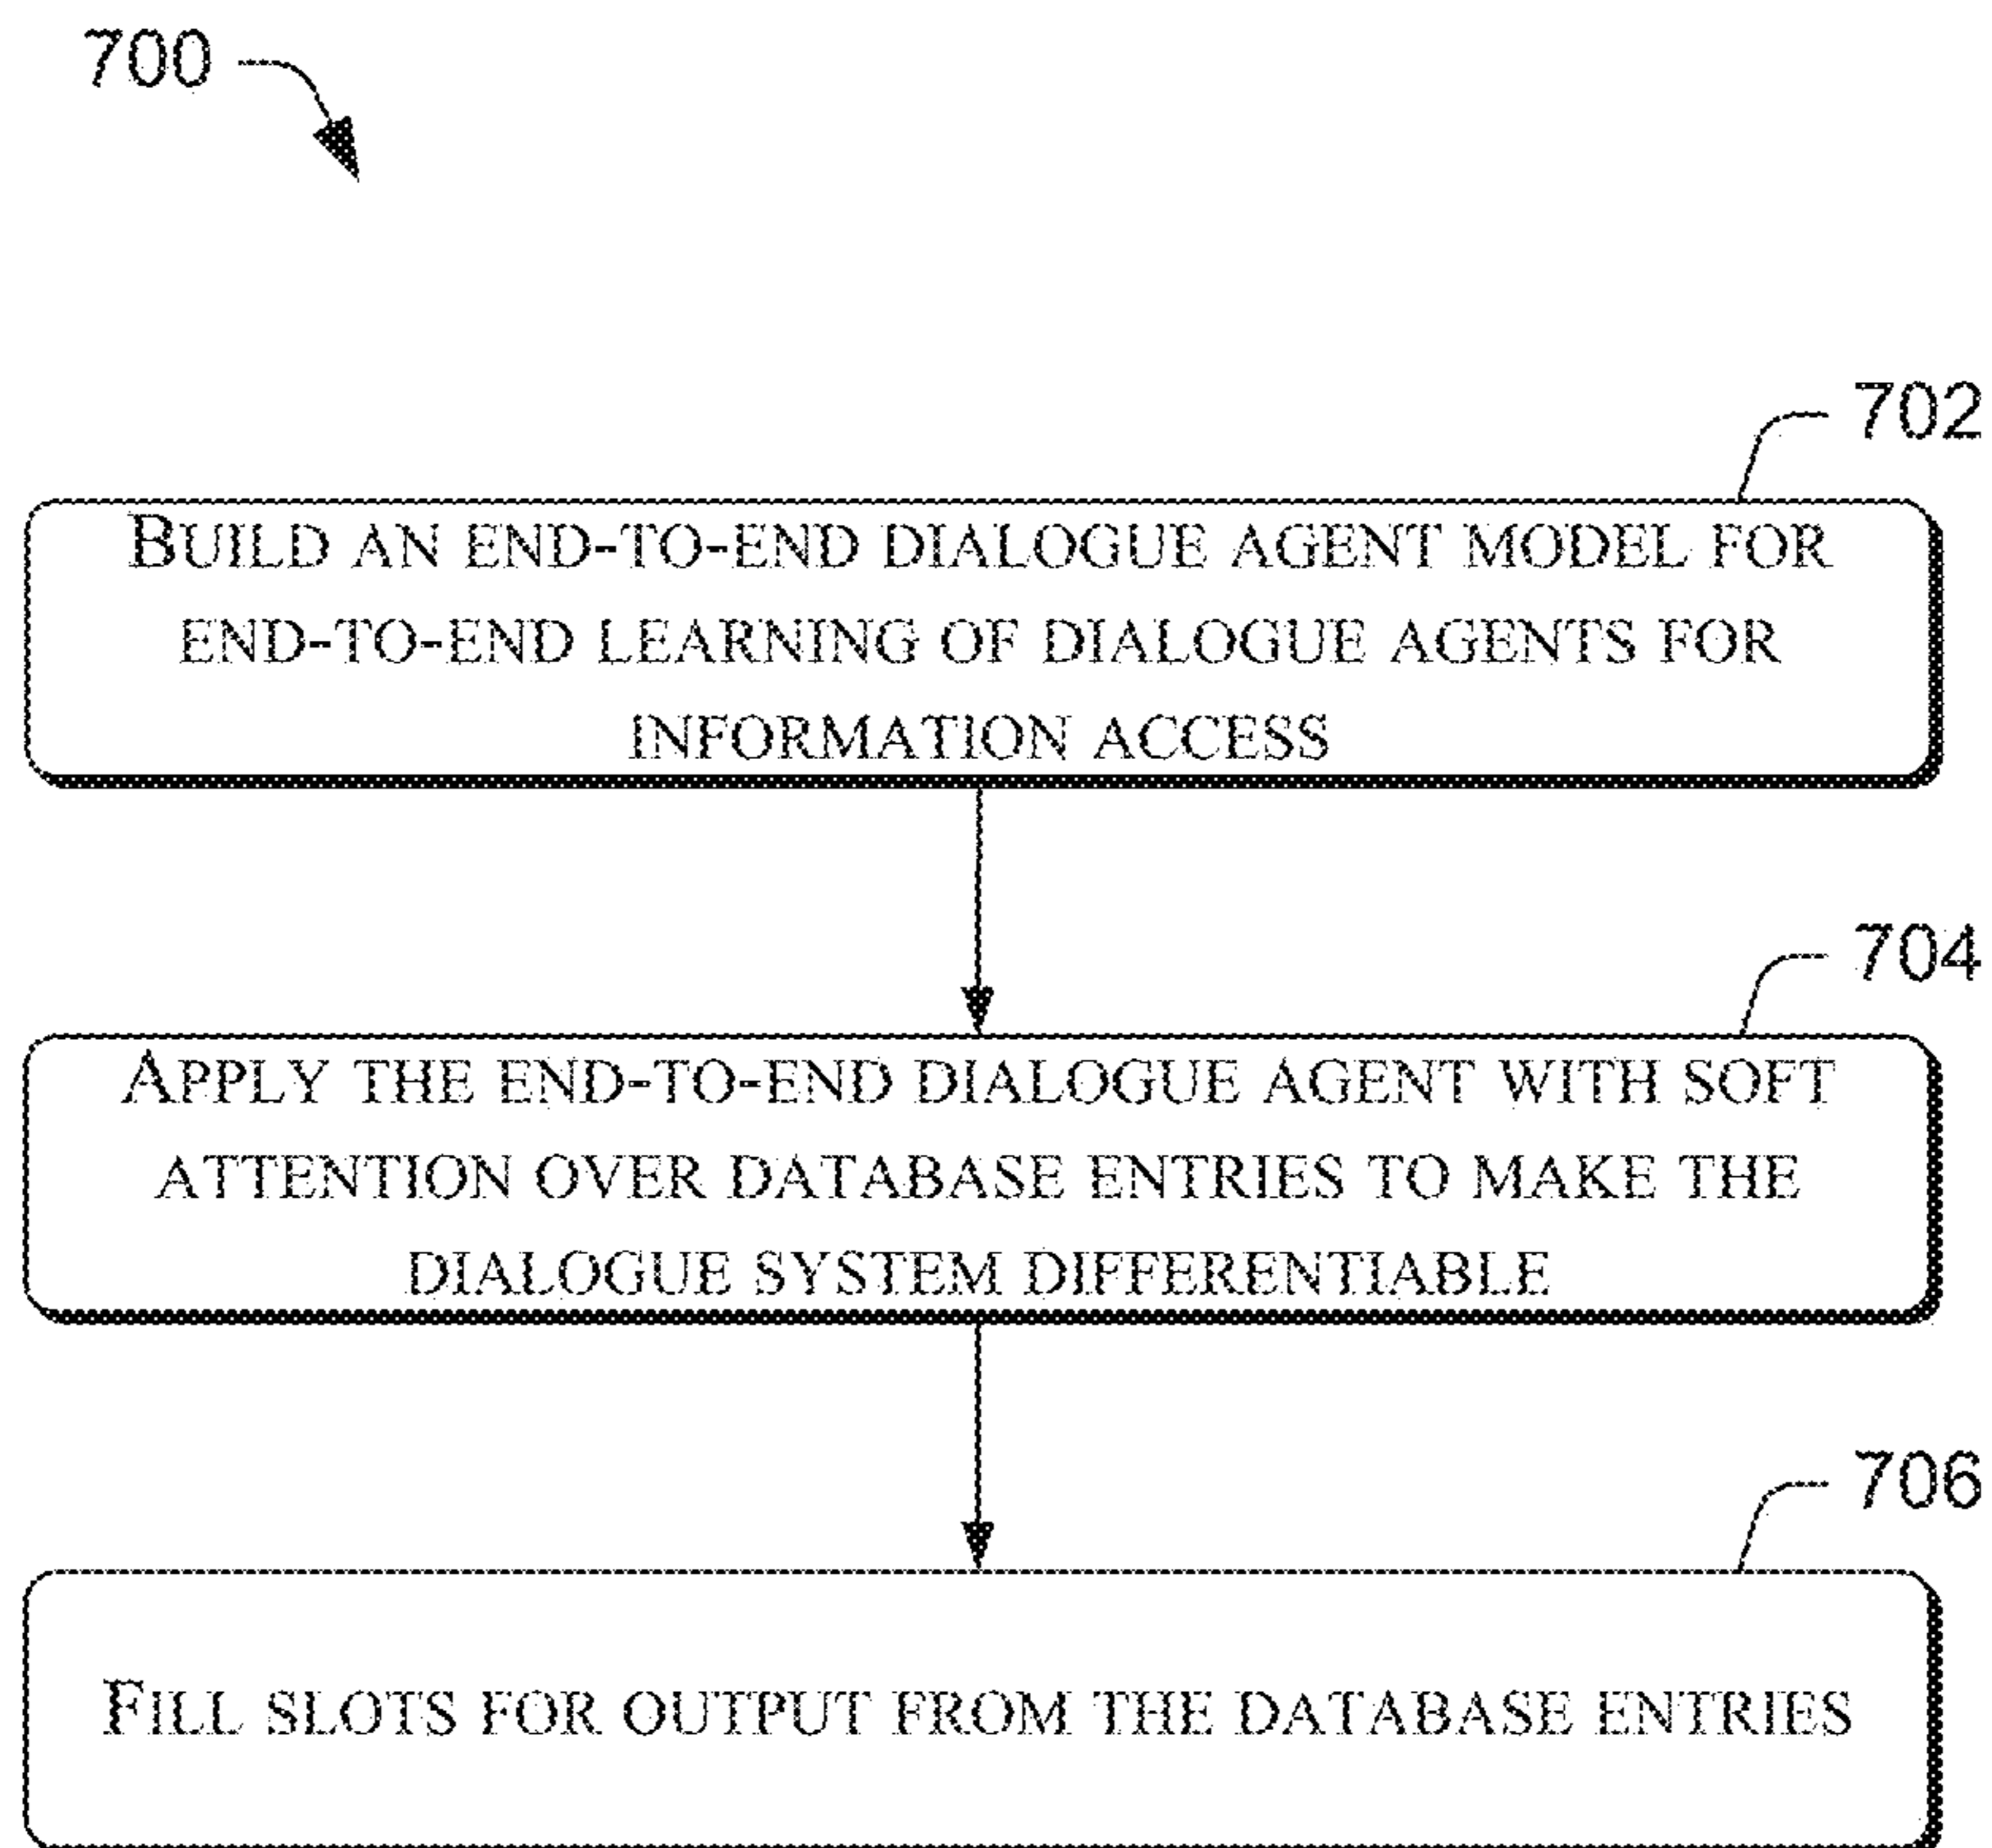 700
702
BUILD AN END-TO-END DIALOGUE AGENT MODEL FOR
END-TO-END LEARNING OF DIALOGUE AGENTS FOR
INFORMATION ACCESS
704
APPLY THE END-TO-END DIALOGUE AGENT WITH SOFT
ATTENTION OVER DATABASE ENTRIES TO MAKE THE
DIALOGUE SYSTEM DIFFERENTIABLE
706
FILL SLOTS FOR OUTPUT FROM THE DATABASE ENTRIES